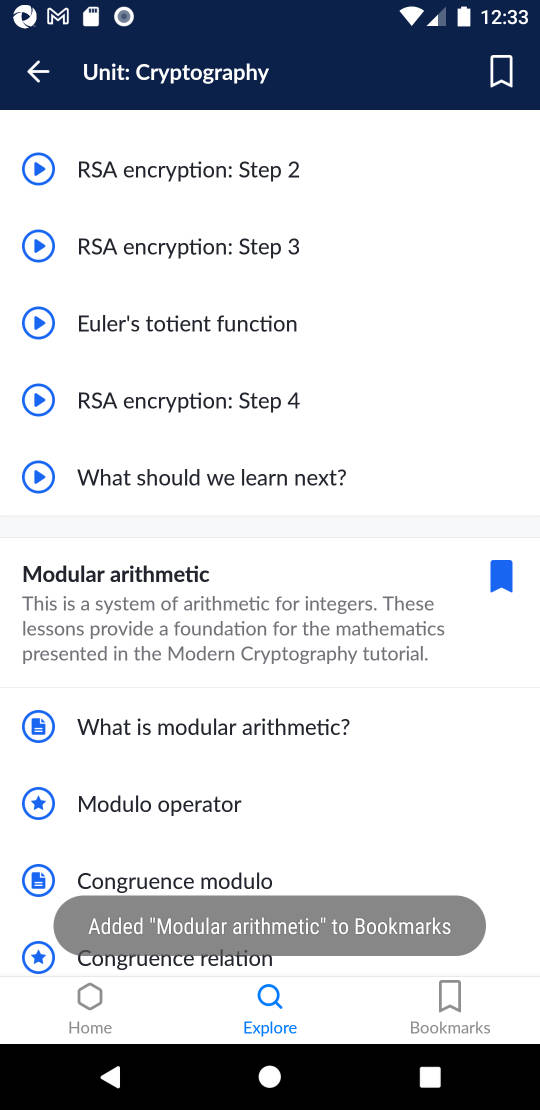 12:33
Unit: Cryptography
RSA encryption: Step 2
RSA encryption: Step 3
Euler's totient function
RSA encryption: Step 4
What should we learn next?
Modular arithmetic
This is a system of arithmetic for integers. These
lessons provide a foundation for the mathematics
presented in the Modern Cryptography tutorial.
What is modular arithmetic?
Modulo operator
Congruence modulo
Added "Modular arithmetic" to Bookmarks
Congruence relation
Home
Explore
Bookmarks